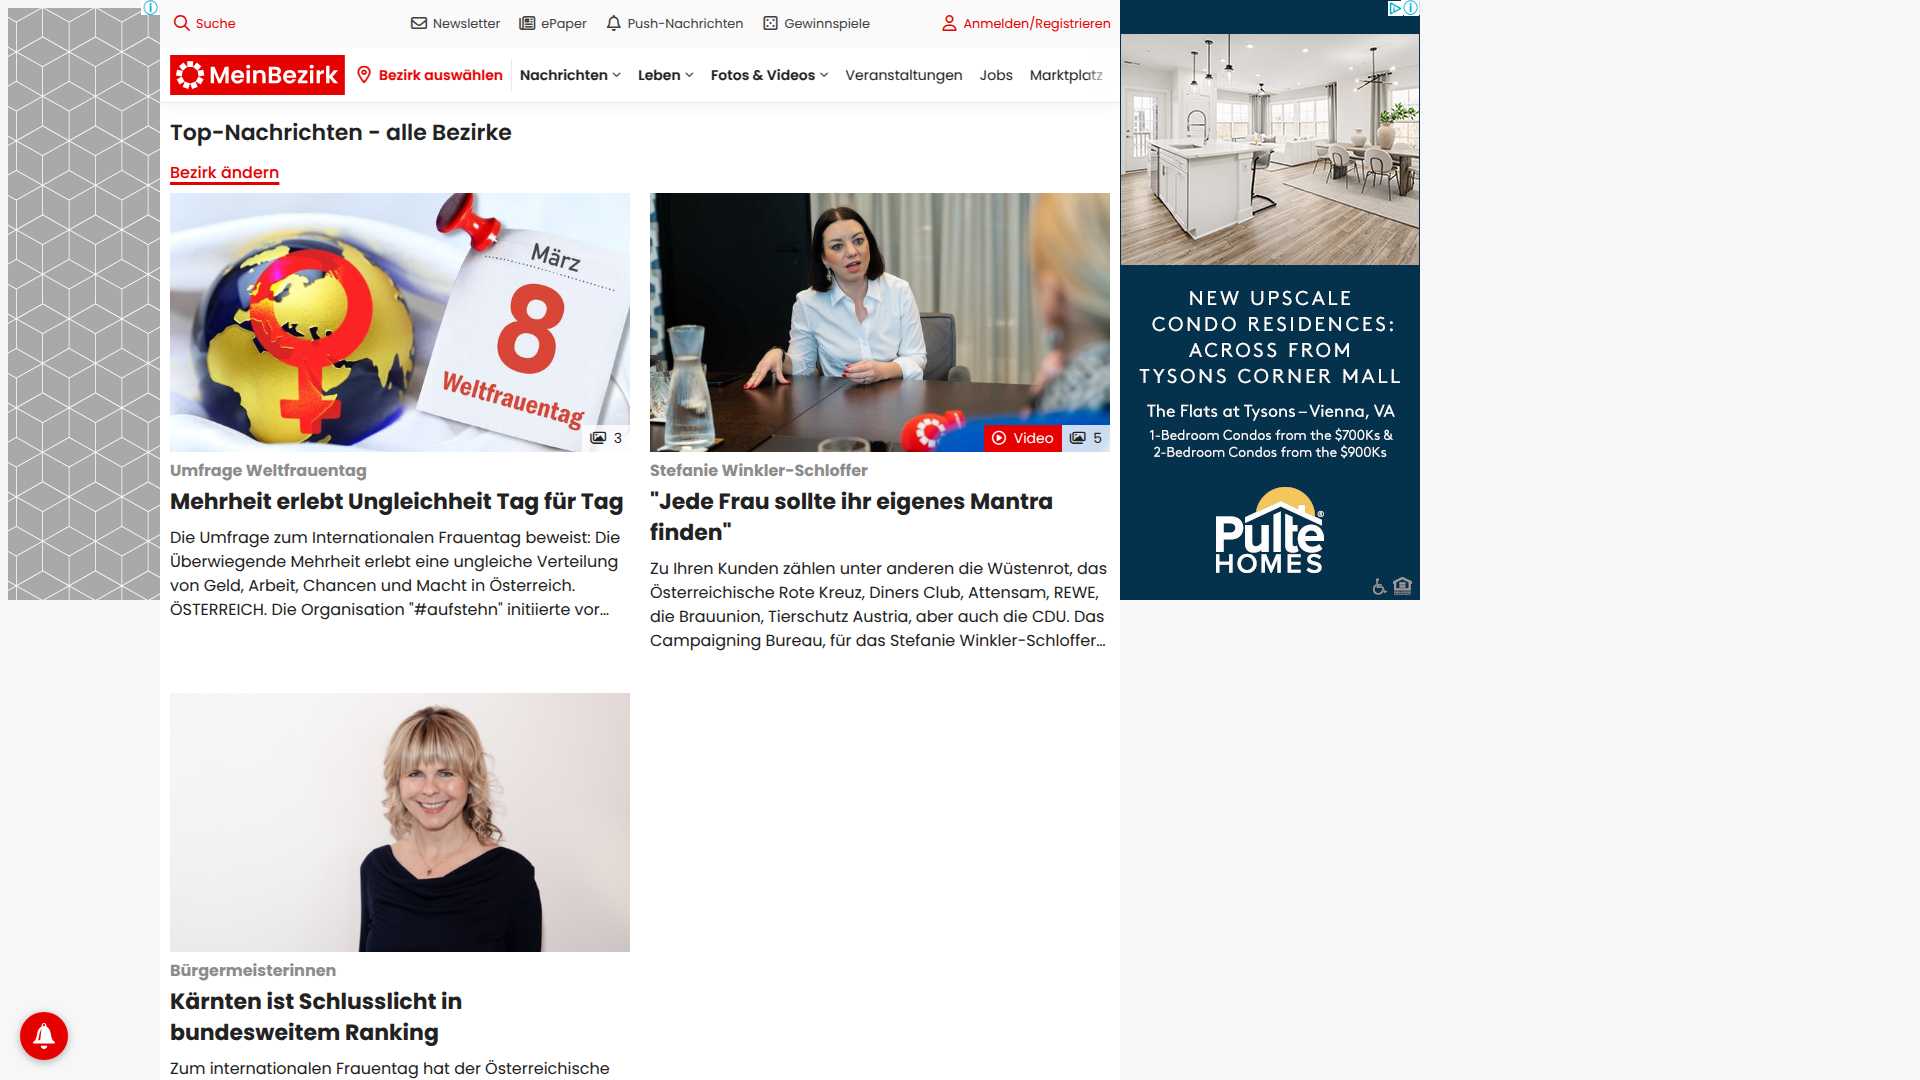 Suche
Newsletter
ePaper
Push-Nachrichten
Gewinnspiele
Anmelden/Registrieren
MeinBezirk
Bezirk auswählen
Nachrichten
Leben
Fotos & Videos
Veranstaltungen
Jobs
Marktplatz
Top-Nachrichten - alle Bezirke
Bezirk ändern
März
8
Weltfrauentag
3
Umfrage Weltfrauentag
Mehrheit erlebt Ungleichheit Tag für Tag
Die Umfrage zum Internationalen Frauentag beweist: Die
Überwiegende Mehrheit erlebt eine ungleiche Verteilung
von Geld, Arbeit, Chancen und Macht in Österreich.
ÖSTERREICH. Die Organisation "#aufstehn" initiierte vor...
Video
5
Stefanie Winkler-Schloffer
"Jede Frau sollte ihr eigenes Mantra
finden"
Zu Ihren Kunden zählen unter anderen die Wüstenrot, das
Österreichische Rote Kreuz, Diners Club, Attensam, REWE,
die Brauunion, Tierschutz Austria, aber auch die CDU. Das
Campaigning Bureau, für das Stefanie Winkler-Schloffer...
Bürgermeisterinnen
Kärnten ist Schlusslicht in
bundesweitem Ranking
Zum internationalen Frauentag hat der Österreichische
NEW UPSCALE
CONDO RESIDENCES:
ACROSS FROM
TYSONS CORNER MALL
The Flats at Tysons – Vienna, VA
1-Bedroom Condos from the $700Ks &
2-Bedroom Condos from the $900Ks
Pulte®
HOMES